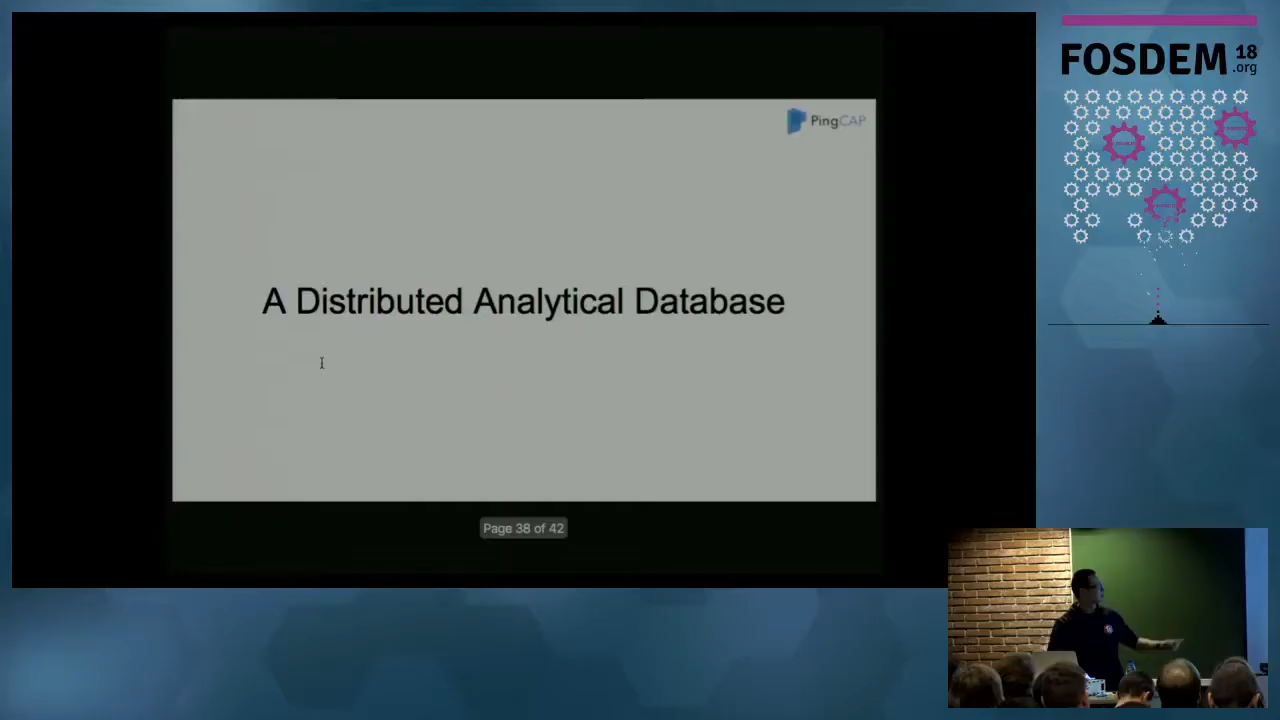 PingCAP
A Distributed Analytical Database
Page 38 of 42
FOSDEM 18
.org